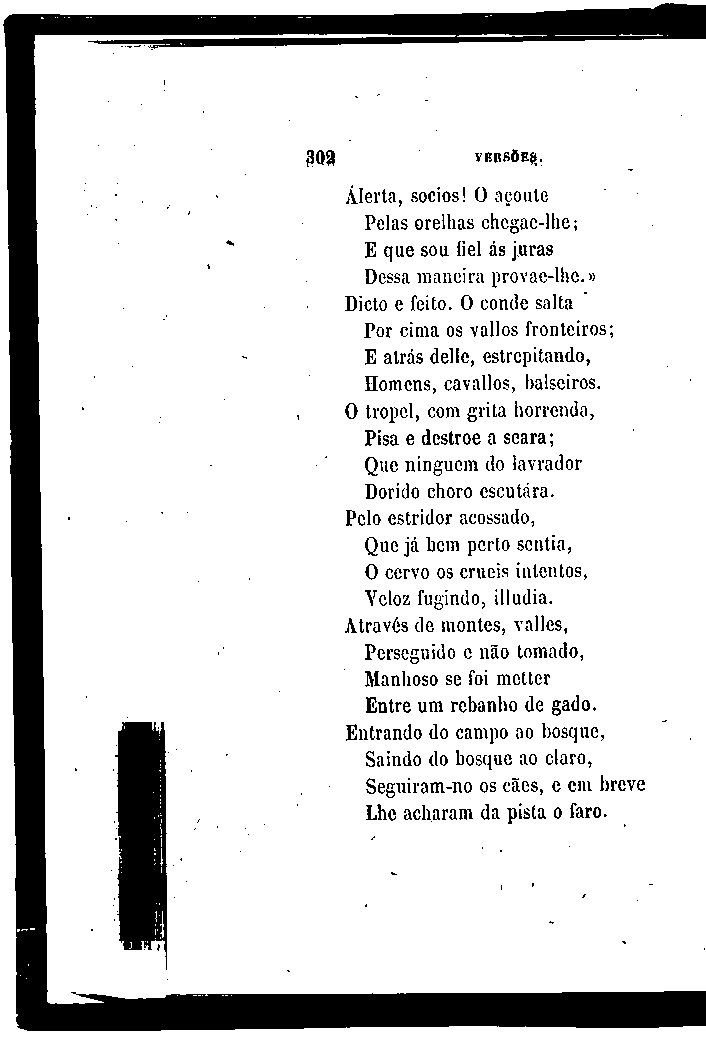 302 VERSÕES.
Álerta, socios! O açoute
Pelas orelhas chegae-lhe;
E que sou fiel ás juras
Dessa maneira provae-lhe.»
Dicto e feito. O conde salta
Por cima os vallos fronteiros;
E atrás delle, estrepitando,
Homens, cavallos, balseiros.
O tropel, com grita horrenda,
Pisa e destroe a seara;
Que ninguem do lavrador
Dorido choro escutára.
Pelo estridor acossado,
Que já bem perto sentia,
O cervo os crueis intentos,
Veloz fugindo, illudia.
Através de montes, valles,
Perseguido e não tomado,
Manhoso se foi metter
Entre um rebanho de gado.
Entrando do campo ao bosque,
Saindo do bosque ao claro,
Seguiram-no os cães, e em breve
Lhe acharam da pista o faro.